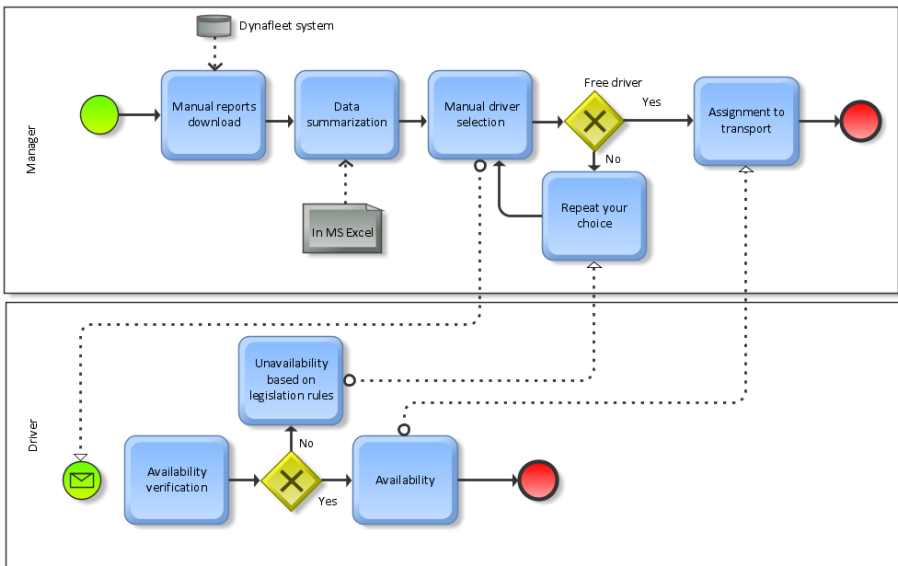 Dynafleet system
Manager
Manual reports
download
Data
summarization
Manual driver
selection
Free driver
Yes
No
Assignment to
transport
In MS Excel
Repeat your
choice
Driver
Unavailability
based on
legislation rules
No
Availability
verification
Yes
Availability